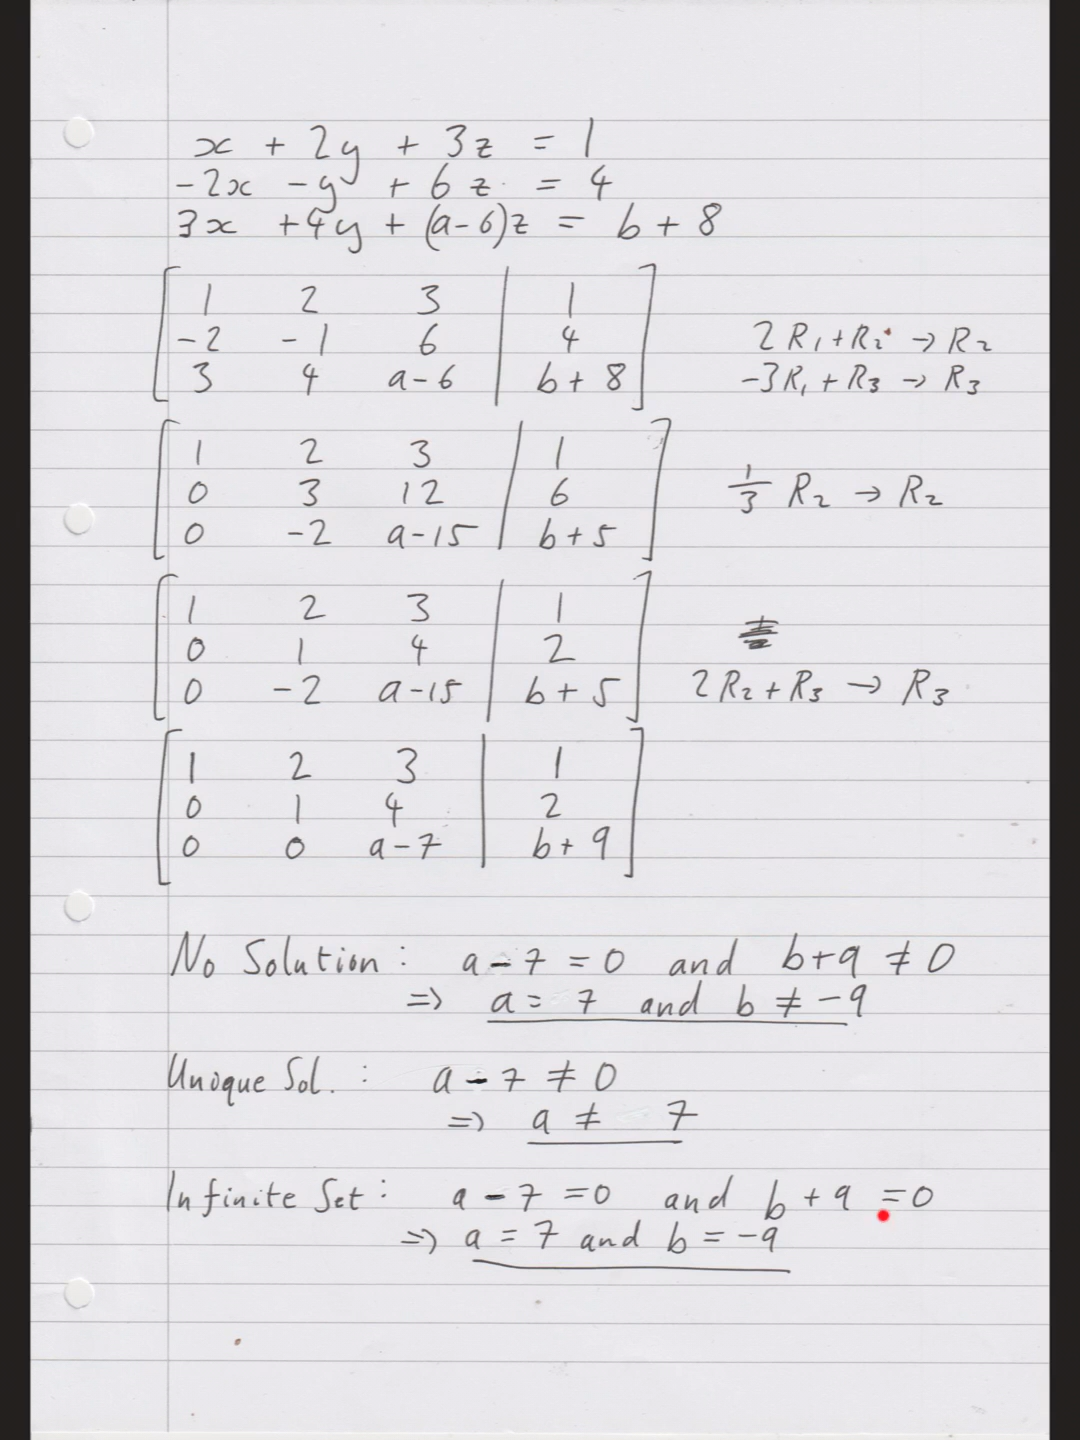 x + 2y + 3z = 1
-2x - y + 6z = 4
3x + 4y + (a-6)z = b + 8
1 2 3 | 1
-2 -1 6 | 4 2R₁+R₂ → R₂
3 4 a-6 | b+8 -3R₁+R₃ → R₃
1 2 3 | 1
0 3 12 | 6 1/3 R₂ → R₂
0 -2 a-15 | b+5
1 2 3 | 1
0 1 4 | 2
0 -2 a-15 | b+5 2R₂+R₃ → R₃
1 2 3 | 1
0 1 4 | 2
0 0 a-7 | b+9
No Solution: a-7=0 and b+9≠0
=> a=7 and b≠-9
Unique Sol.: a-7≠0
=> a≠7
Infinite Set: a-7=0 and b+9=0
=> a=7 and b=-9